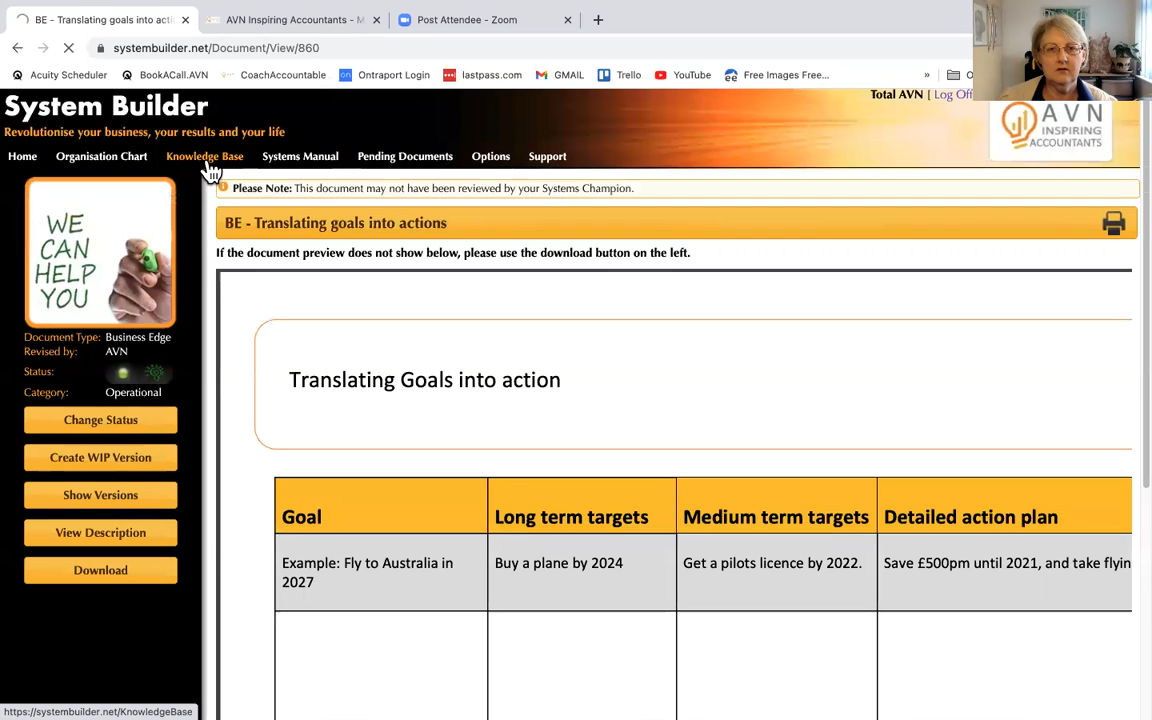 BE - Translating goals into acti
AVN Inspiring Accountants - M
Post Attendee - Zoom
systembuilder.net/Document/View/860
Acuity Scheduler
BookACall.AVN
CoachAccountable
Ontraport Login
lastpass.com
GMAIL
Trello
YouTube
Free Images Free...
»
System Builder
Total AVN | Log Off
Revolutionise your business, your results and your life
AVN
INSPIRING
ACCOUNTANTS
Home
Organisation Chart
Knowledge Base
Systems Manual
Pending Documents
Options
Support
Please Note: This document may not have been reviewed by your Systems Champion.
BE - Translating goals into actions
If the document preview does not show below, please use the download button on the left.
WE
CAN
HELP
YOU
Document Type: Business Edge
Revised by: AVN
Status:
Category: Operational
Change Status
Create WIP Version
Show Versions
View Description
Download
Translating Goals into action
Goal
Long term targets
Medium term targets
Detailed action plan
Example: Fly to Australia in
2027
Buy a plane by 2024
Get a pilots licence by 2022.
Save £500pm until 2021, and take flyin
https://systembuilder.net/KnowledgeBase